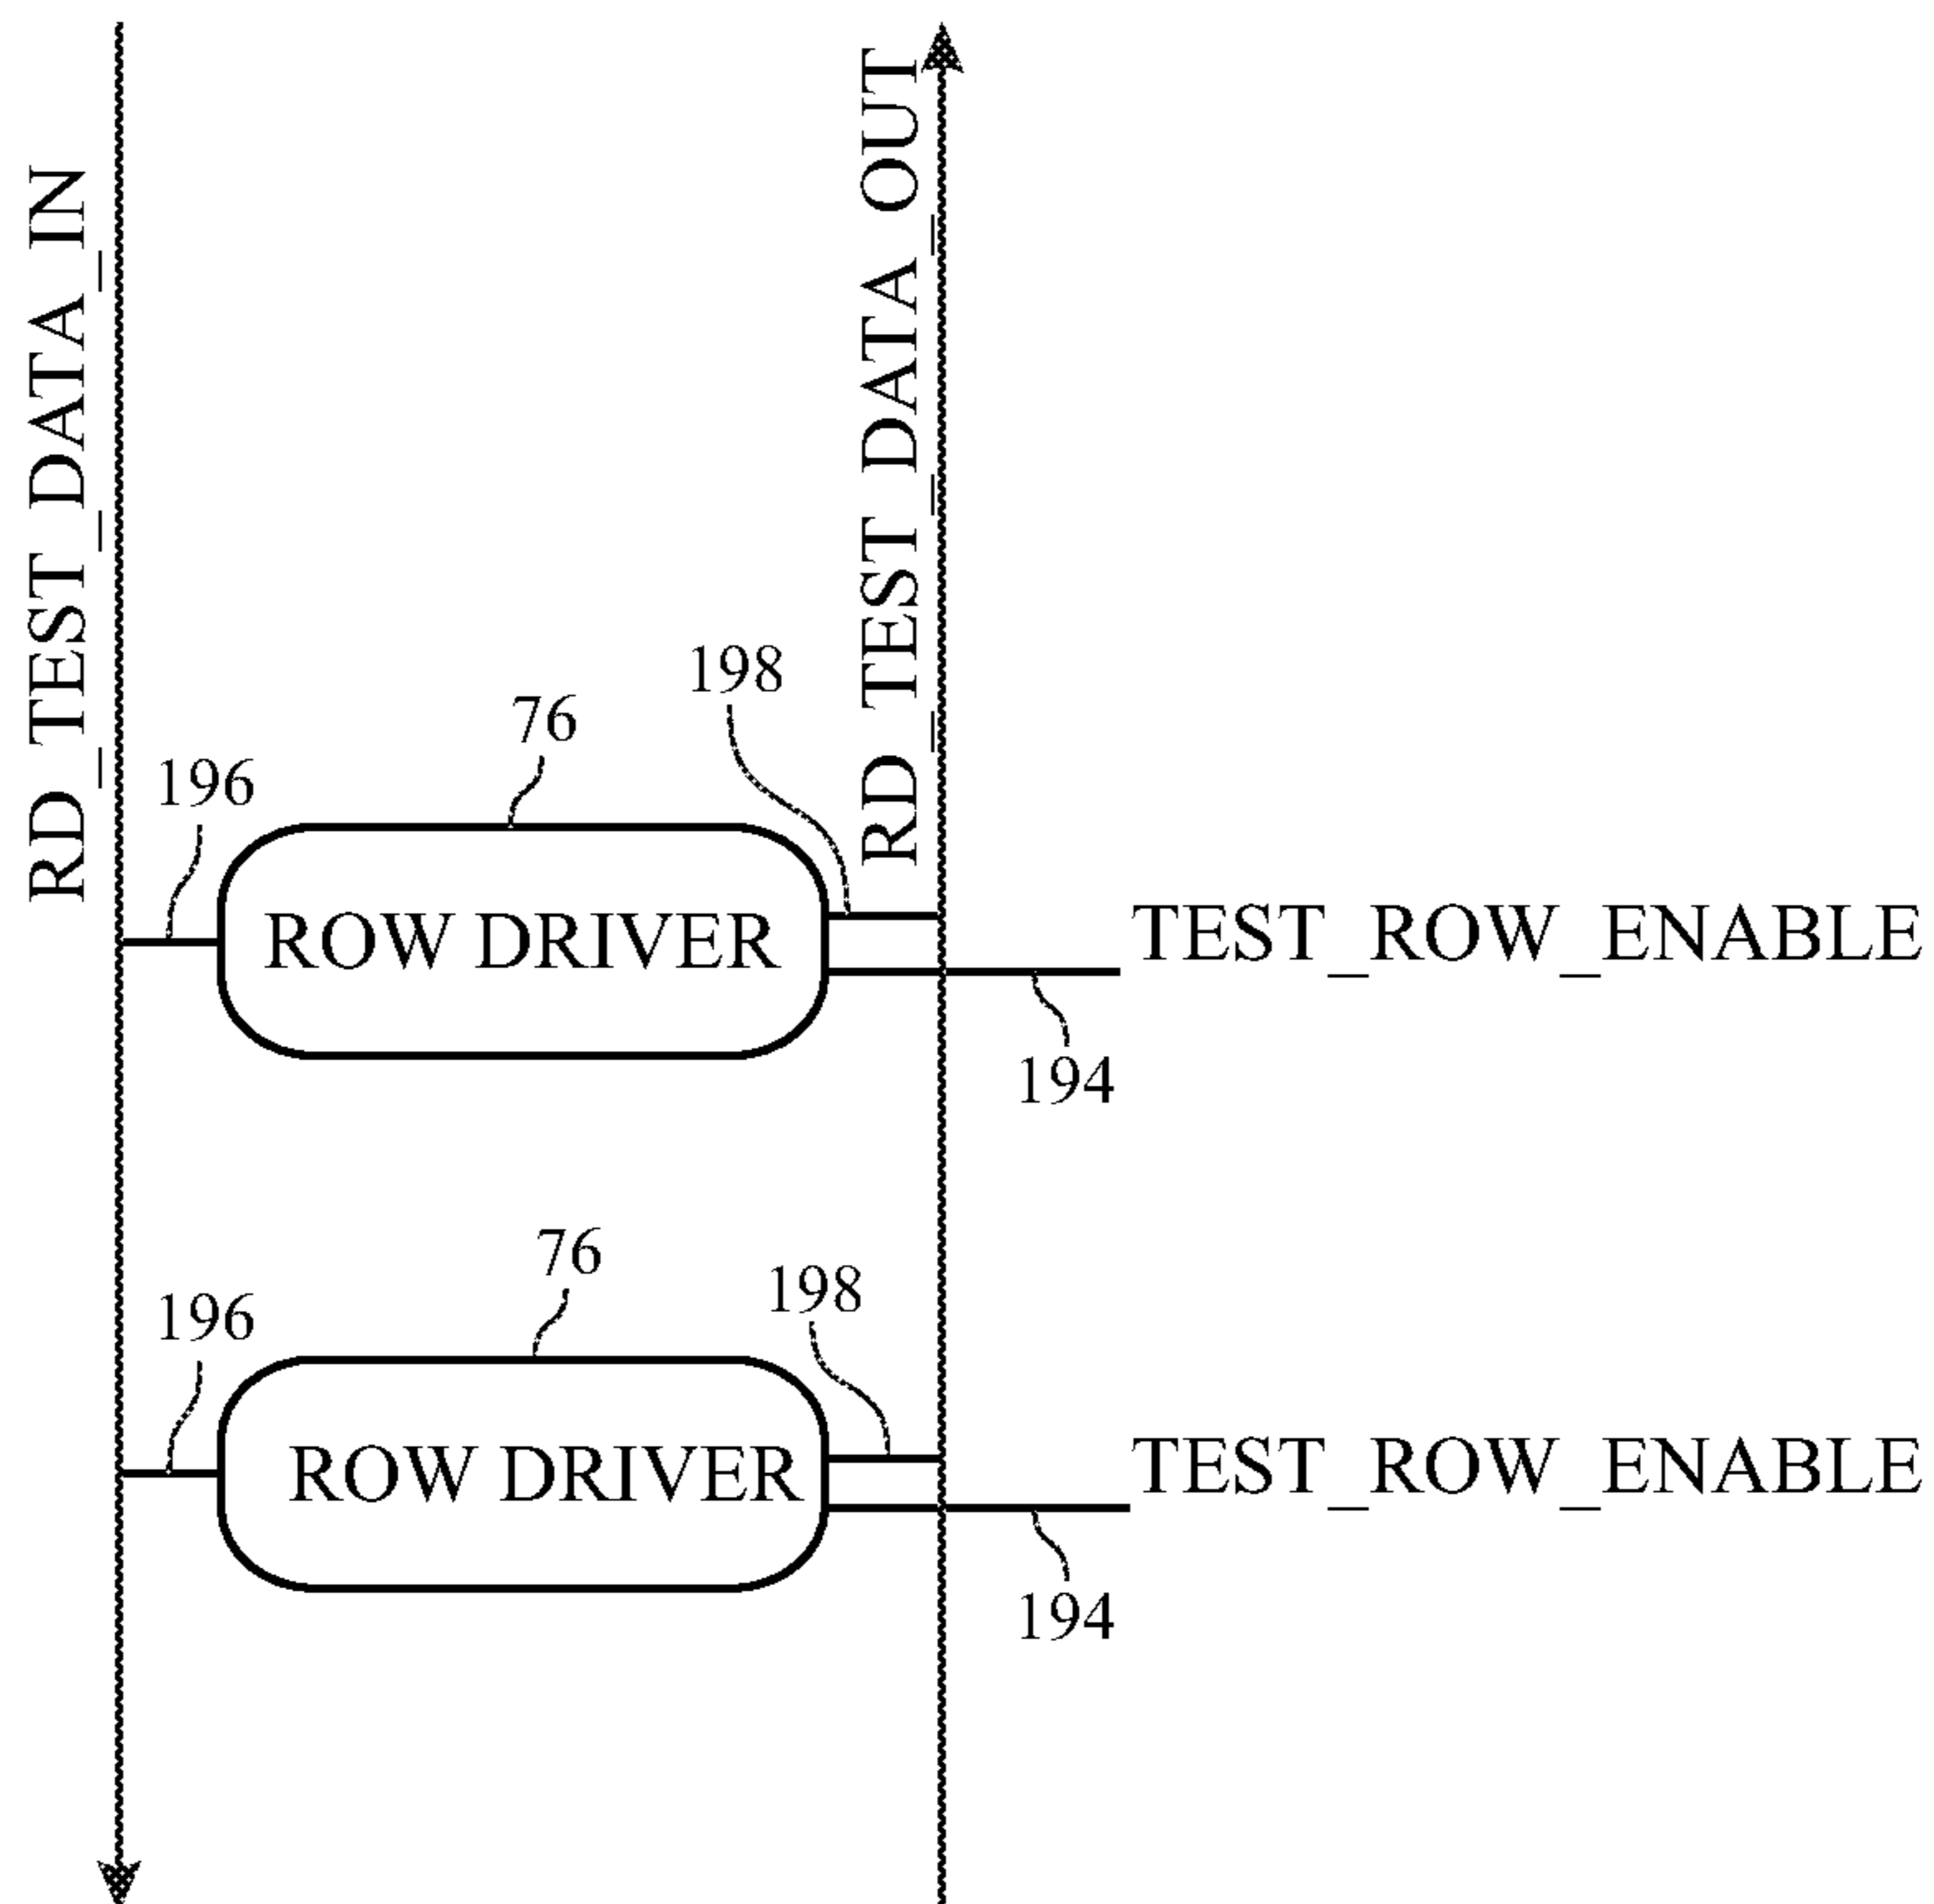 RD_TEST_DATA_IN
RD_TEST_DATA_OUT
198
76
196
ROW DRIVER
TEST_ROW_ENABLE
194
76
198
196
ROW DRIVER
TEST_ROW_ENABLE
194